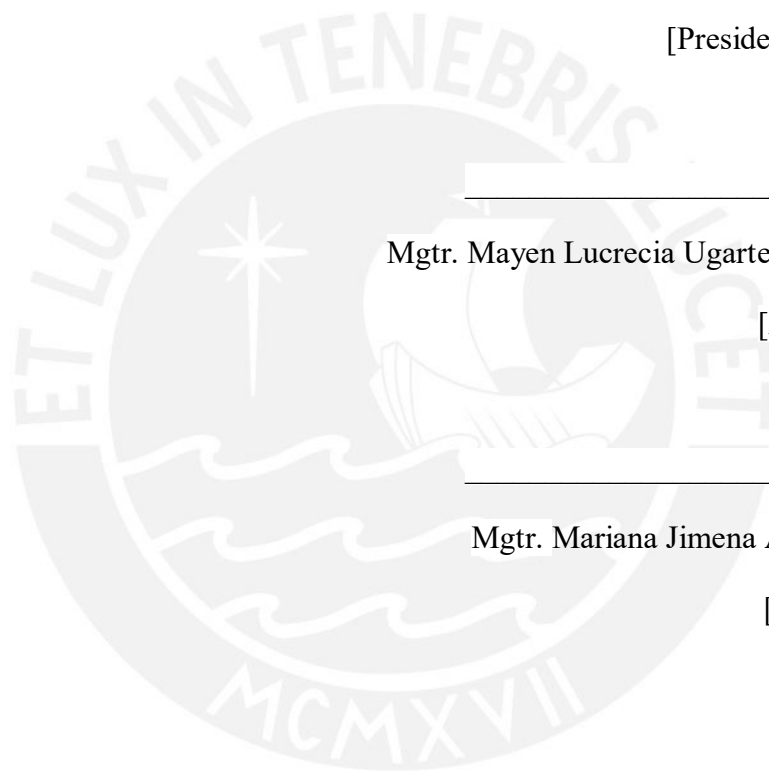 [Preside
ET LUX IN TENEBRIS LUCET
Mgtr. Mayen Lucrecia Ugarte
[
Mgtr. Mariana Jimena
[
MCMXVII